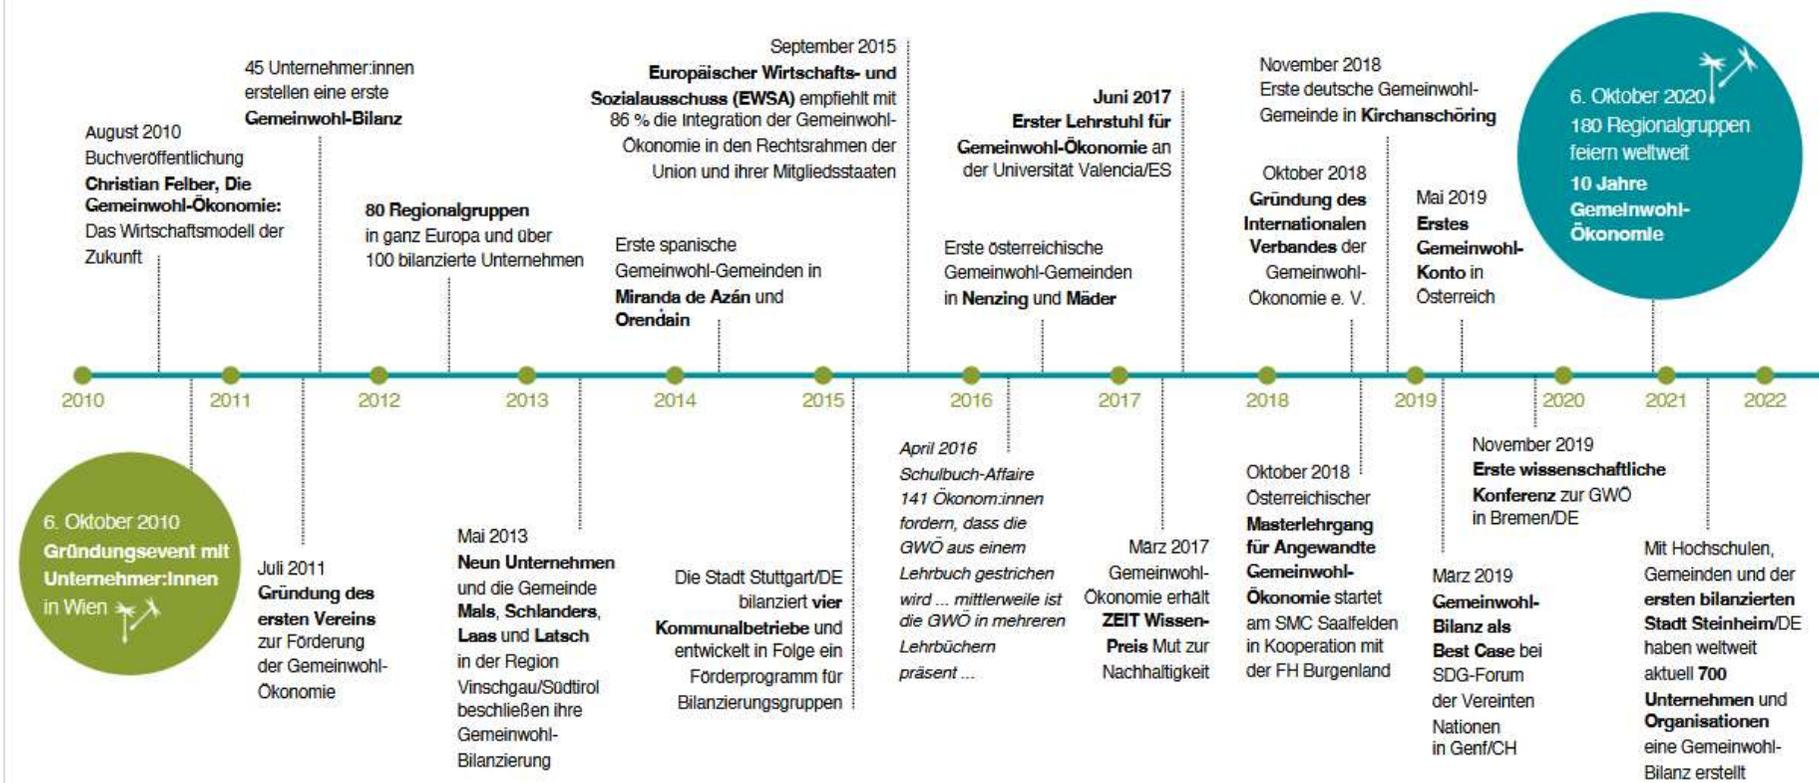 August 2010
Buchveröffentlichung
Christian Felber, Die
Gemeinwohl-Ökonomie:
Das Wirtschaftsmodell der
Zukunft
45 Unternehmer:innen
erstellen eine erste
Gemeinwohl-Bilanz
80 Regionalgruppen
in ganz Europa und über
100 bilanzierte Unternehmen
September 2015
Europäischer Wirtschafts- und
Sozialausschuss (EWSA) empfiehlt mit
86 % die Integration der Gemeinwohl-
Ökonomie in den Rechtsrahmen der
Union und ihrer Mitgliedsstaaten
Erste spanische
Gemeinwohl-Gemeinden in
Miranda de Azán und
Orendain
Juni 2017
Erster Lehrstuhl für
Gemeinwohl-Ökonomie an
der Universität Valencia/ES
Erste österreichische
Gemeinwohl-Gemeinden
in Nenzing und Mäder
November 2018
Erste deutsche Gemeinwohl-
Gemeinde in Kirchanschöring
Oktober 2018
Gründung des
Internationalen
Verbandes der
Gemeinwohl-
Ökonomie e. V.
Mai 2019
Erstes
Gemeinwohl-
Konto in
Österreich
6. Oktober 2020
180 Regionalgruppen
feiern weltweit
10 Jahre
Gemeinwohl-
Ökonomie
2010 2011 2012 2013 2014 2015 2016 2017 2018 2019 2020 2021 2022
6. Oktober 2010
Gründungsevent mit
Unternehmer:innen
in Wien
Juli 2011
Gründung des
ersten Vereins
zur Förderung
der Gemeinwohl-
Ökonomie
Mai 2013
Neun Unternehmen
und die Gemeinde
Mals, Schlanders,
Laas und Latsch
in der Region
Vinschgau/Südtirol
beschließen ihre
Gemeinwohl-
Bilanzierung
Die Stadt Stuttgart/DE
bilanziert vier
Kommunalbetriebe und
entwickelt in Folge ein
Förderprogramm für
Bilanzierungsgruppen
April 2016
Schulbuch-Affaire
141 Ökonom:innen
fordern, dass die
GWÖ aus einem
Lehrbuch gestrichen
wird ... mittlerweile ist
die GWÖ in mehreren
Lehrbüchern
präsent ...
März 2017
Gemeinwohl-
Ökonomie erhält
ZEIT Wissen-
Preis Mut zur
Nachhaltigkeit
Oktober 2018
Österreichischer
Masterlehrgang
für Angewandte
Gemeinwohl-
Ökonomie startet
am SMC Saalfelden
in Kooperation mit
der FH Burgenland
März 2019
Gemeinwohl-
Bilanz als
Best Case bei
SDG-Forum
der Vereinten
Nationen
in Genf/CH
November 2019
Erste wissenschaftliche
Konferenz zur GWÖ
in Bremen/DE
Mit Hochschulen,
Gemeinden und der
ersten bilanzierten
Stadt Steinheim/DE
haben weltweit
aktuell 700
Unternehmen und
Organisationen
eine Gemeinwohl-
Bilanz erstellt